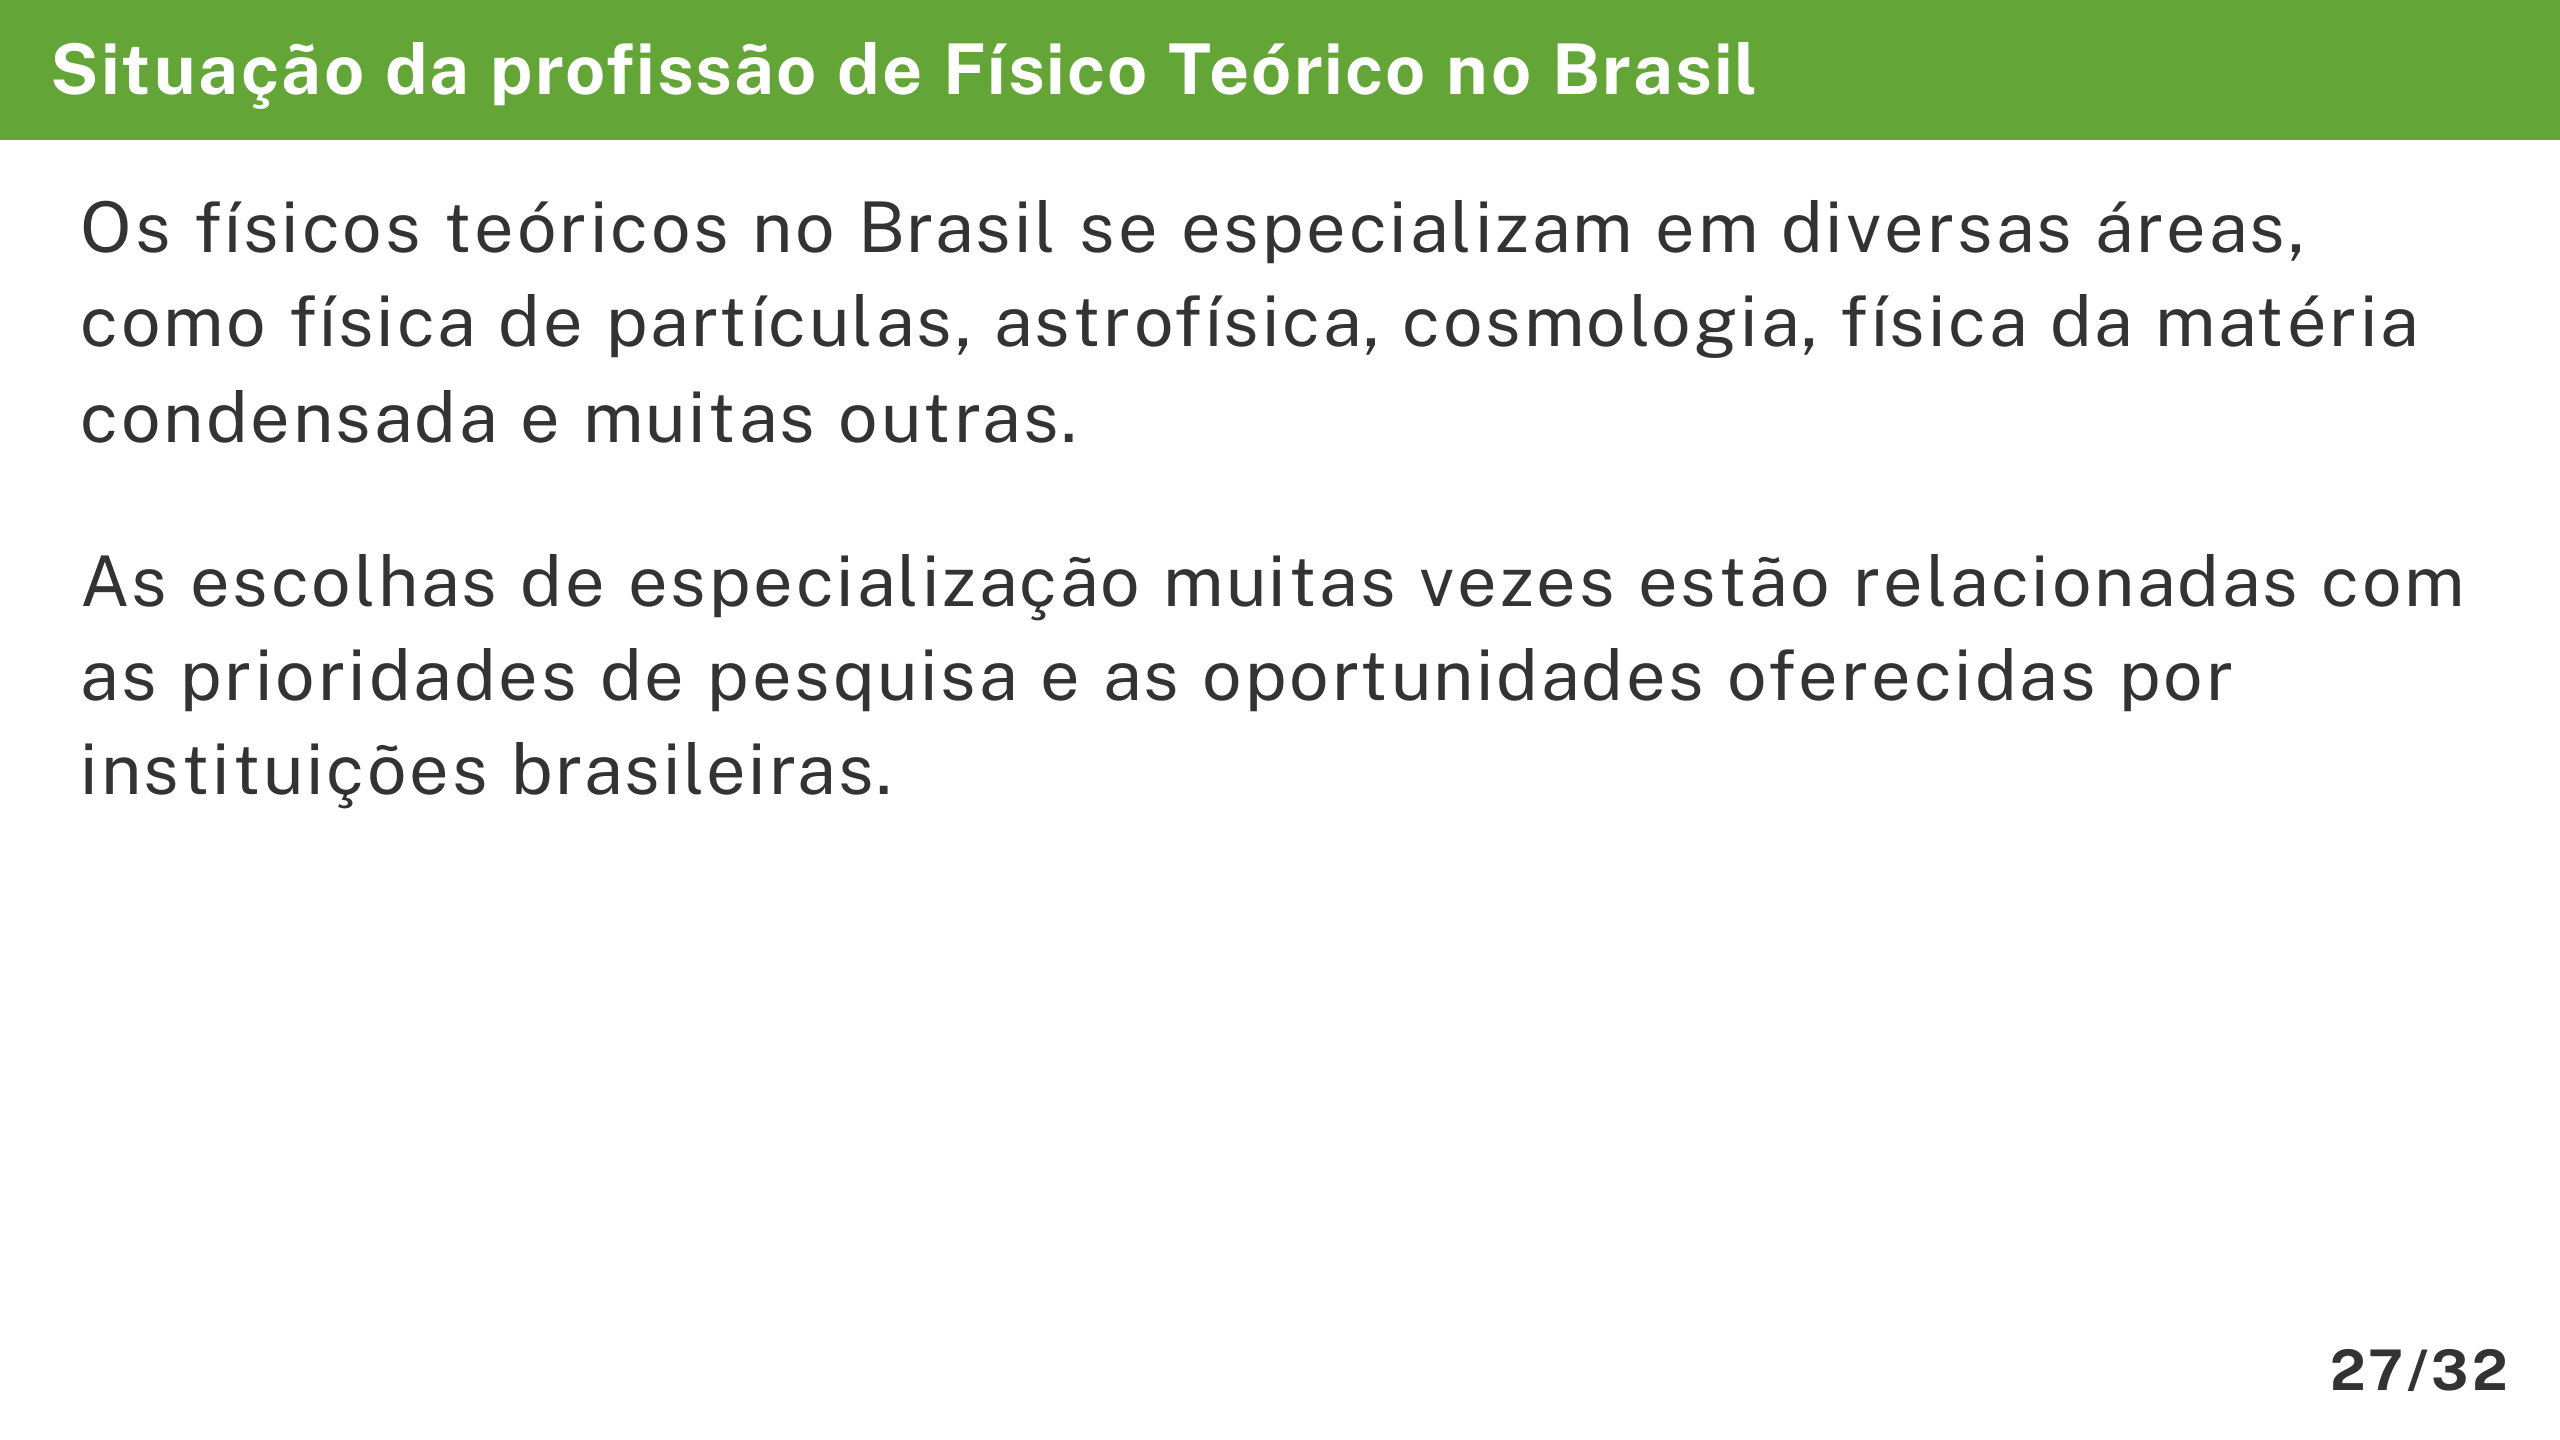 Situação da profissão de Físico Teórico no Brasil
Os físicos teóricos no Brasil se especializam em diversas áreas,
como física de partículas, astrofísica, cosmologia, física da matéria
condensada e muitas outras.
As escolhas de especialização muitas vezes estão relacionadas com
as prioridades de pesquisa e as oportunidades oferecidas por
instituições brasileiras.
27/32